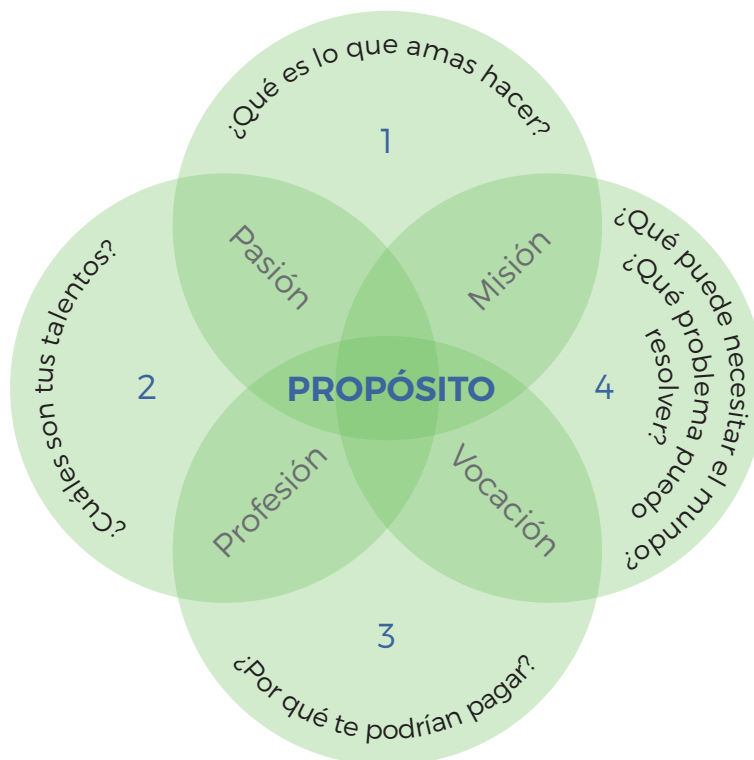 ¿Qué es lo que amas hacer?
1
Pasión
Misión
¿Cuáles son tus talentos?
2
PROPÓSITO
4
¿Qué puede necesitar el mundo?
¿Qué problema puedo
resolver?
Profesión
Vocación
3
¿Por qué te podrían pagar?